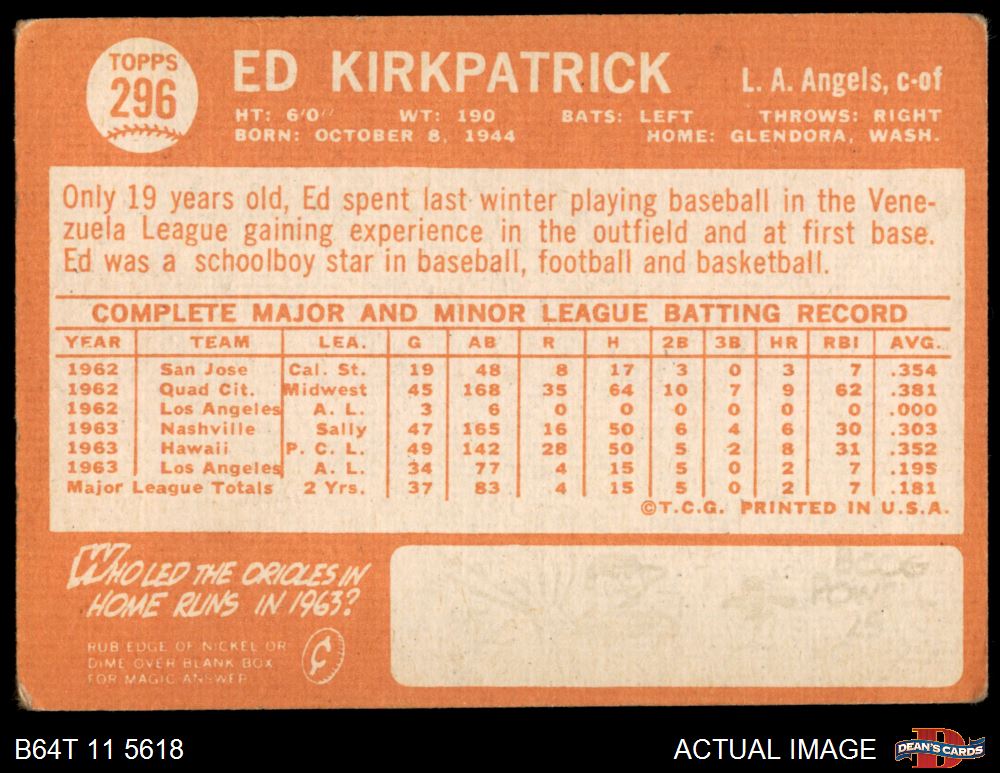 TOPPS
296
ED KIRKPATRICK
L. A. Angels, c-of
HT: 6'0" WT: 190 BATS: LEFT THROWS: RIGHT
BORN: OCTOBER 8, 1944 HOME: GLENDORA, WASH.
Only 19 years old, Ed spent last winter playing baseball in the Vene-
zuela League gaining experience in the outfield and at first base.
Ed was a schoolboy star in baseball, football and basketball.
COMPLETE MAJOR AND MINOR LEAGUE BATTING RECORD
YEAR TEAM LEA. G AB R H 2B 3B HR RBI AVG.
1962 San Jose Cal. St. 19 48 8 17 3 0 3 7 .354
1962 Quad Cit. Midwest 45 168 35 64 10 7 9 62 .381
1962 Los Angeles A. L. 3 6 0 0 0 0 0 0 .000
1963 Nashville Sally 47 165 16 50 6 4 6 30 .303
1963 Hawaii P. C. L. 49 142 28 50 5 2 8 31 .352
1963 Los Angeles A. L. 34 77 4 15 5 0 2 7 .195
Major League Totals 2 Yrs. 37 83 4 15 5 0 2 7 .181
©T.C.G. PRINTED IN U.S.A.
WHO LED THE ORIOLES IN
HOME RUNS IN 1963?
RUB EDGE OF NICKEL OR
DIME OVER BLANK BOX
FOR MAGIC ANSWER
¢
B64T 11 5618
ACTUAL IMAGE
D
DEAN'S CARDS